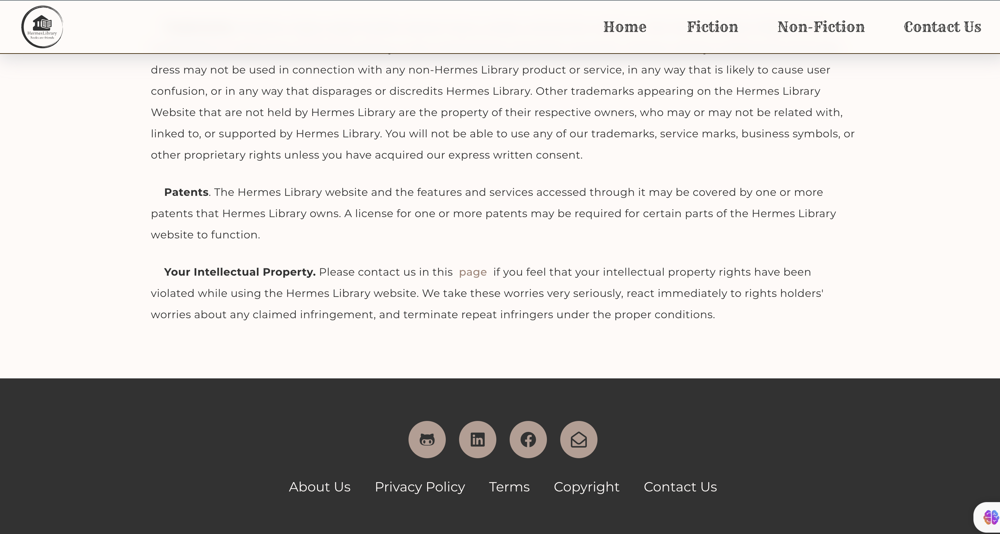 HermesLibrary
Books are friends
Home Fiction Non-Fiction Contact Us
dress may not be used in connection with any non-Hermes Library product or service, in any way that is likely to cause user
confusion, or in any way that disparages or discredits Hermes Library. Other trademarks appearing on the Hermes Library
Website that are not held by Hermes Library are the property of their respective owners, who may or may not be related with,
linked to, or supported by Hermes Library. You will not be able to use any of our trademarks, service marks, business symbols, or
other proprietary rights unless you have acquired our express written consent.
Patents. The Hermes Library website and the features and services accessed through it may be covered by one or more
patents that Hermes Library owns. A license for one or more patents may be required for certain parts of the Hermes Library
website to function.
Your Intellectual Property. Please contact us in this page if you feel that your intellectual property rights have been
violated while using the Hermes Library website. We take these worries very seriously, react immediately to rights holders'
worries about any claimed infringement, and terminate repeat infringers under the proper conditions.
in
About Us Privacy Policy Terms Copyright Contact Us